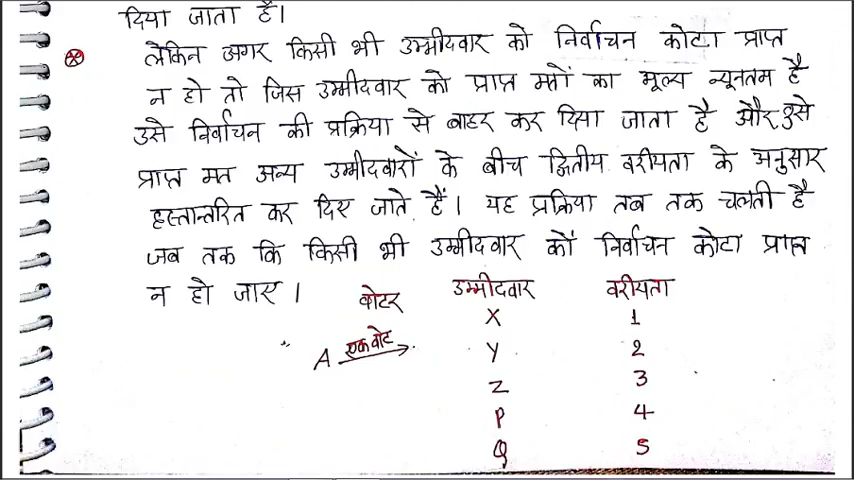 दिया जाता है।
लेकिन अगर किसी भी उम्मीदवार को निर्वाचन कोटा प्राप्त
न हो तो जिस उम्मीदवार को प्राप्त मतों का मूल्य न्यूनतम है
उसे निर्वाचन की प्रक्रिया से बाहर कर दिया जाता है और उसे
प्राप्त मत अन्य उम्मीदवारों के बीच द्वितीय वरीयता के अनुसार
हस्तान्तरित कर दिए जाते हैं। यह प्रक्रिया तब तक चलती है
जब तक कि किसी भी उम्मीदवार को निर्वाचन कोटा प्राप्त
न हो जाए।
वोटर उम्मीदवार वरीयता
X 1
A एक वोट → Y 2
Z 3
P 4
Q 5